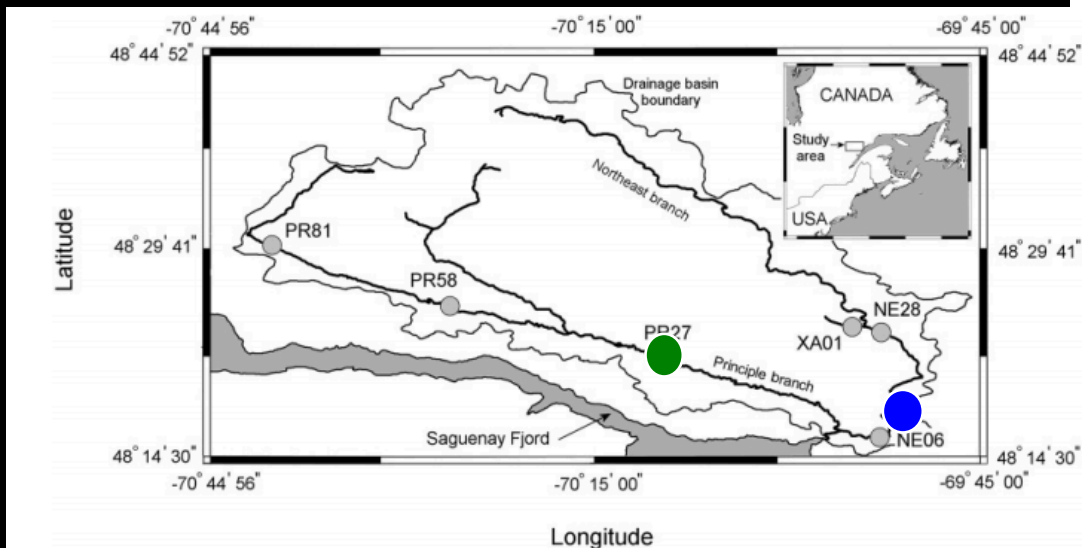 -70° 44' 56"
-70° 15' 00"
-69° 45' 00"
48° 44' 52"
48° 44' 52"
Drainage basin
boundary
CANADA
Study
area
USA
Northeast branch
Latitude
48° 29' 41"
48° 29' 41"
PR81
PR58
NE28
XA01
PR27
Principle branch
Saguenay Fjord
NE06
48° 14' 30"
48° 14' 30"
-70° 44' 56"
-70° 15' 00"
-69° 45' 00"
Longitude